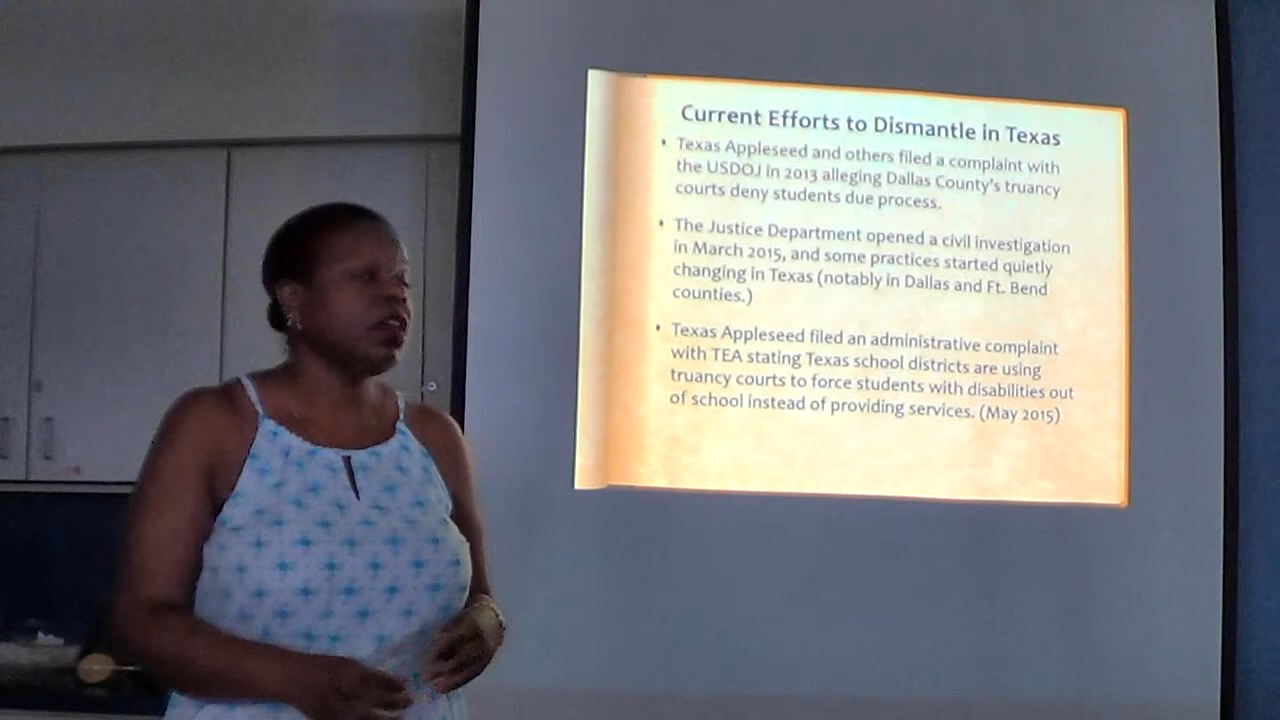 Current Efforts to Dismantle in Texas
• Texas Appleseed and others filed a complaint with
the USDOJ in 2013 alleging Dallas County's truancy
courts deny students due process.
• The Justice Department opened a civil investigation
in March 2015, and some practices started quietly
changing in Texas (notably in Dallas and Ft. Bend
counties.)
• Texas Appleseed filed an administrative complaint
with TEA stating Texas school districts are using
truancy courts to force students with disabilities out
of school instead of providing services. (May 2015)